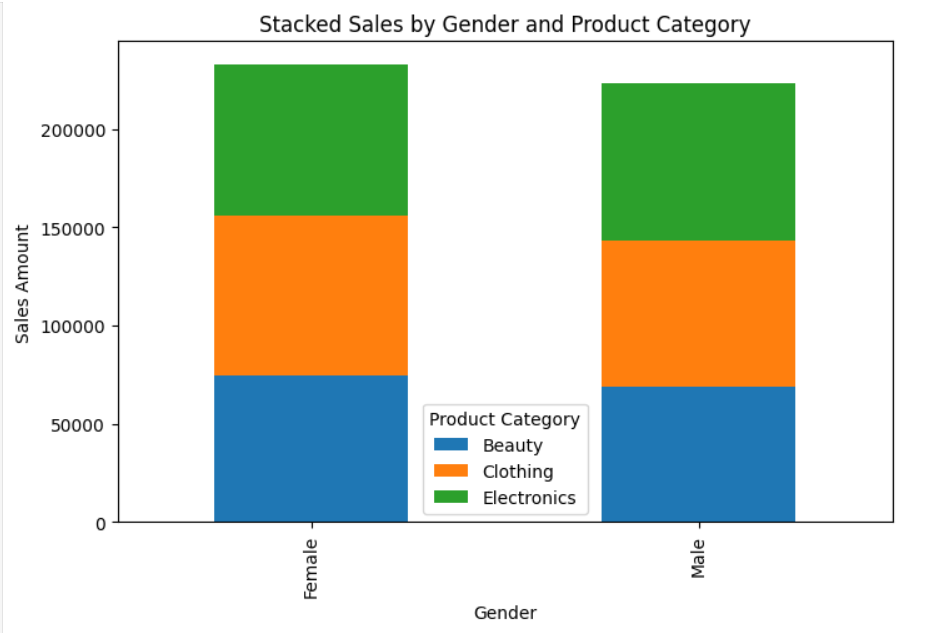 Stacked Sales by Gender and Product Category
200000
150000
100000
50000
0
Sales Amount
Product Category
Beauty
Clothing
Electronics
Female
Male
Gender